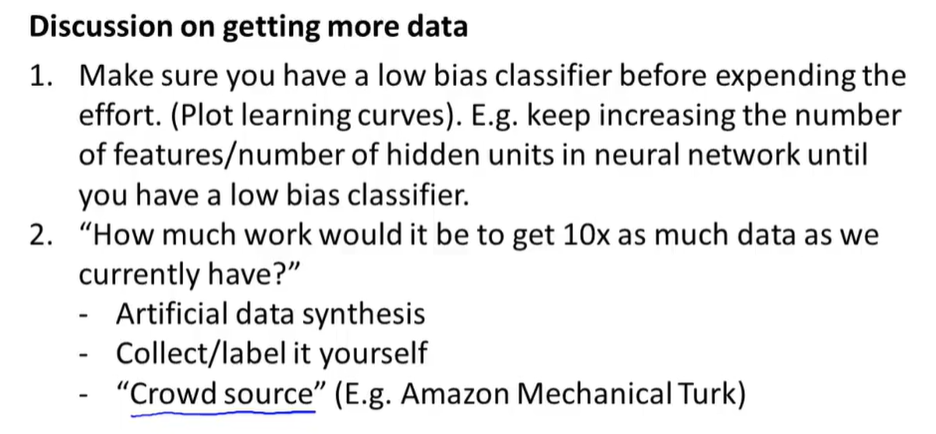 Discussion on getting more data
1. Make sure you have a low bias classifier before expending the
effort. (Plot learning curves). E.g. keep increasing the number
of features/number of hidden units in neural network until
you have a low bias classifier.
2. “How much work would it be to get 10x as much data as we
currently have?”
- Artificial data synthesis
- Collect/label it yourself
- “Crowd source” (E.g. Amazon Mechanical Turk)